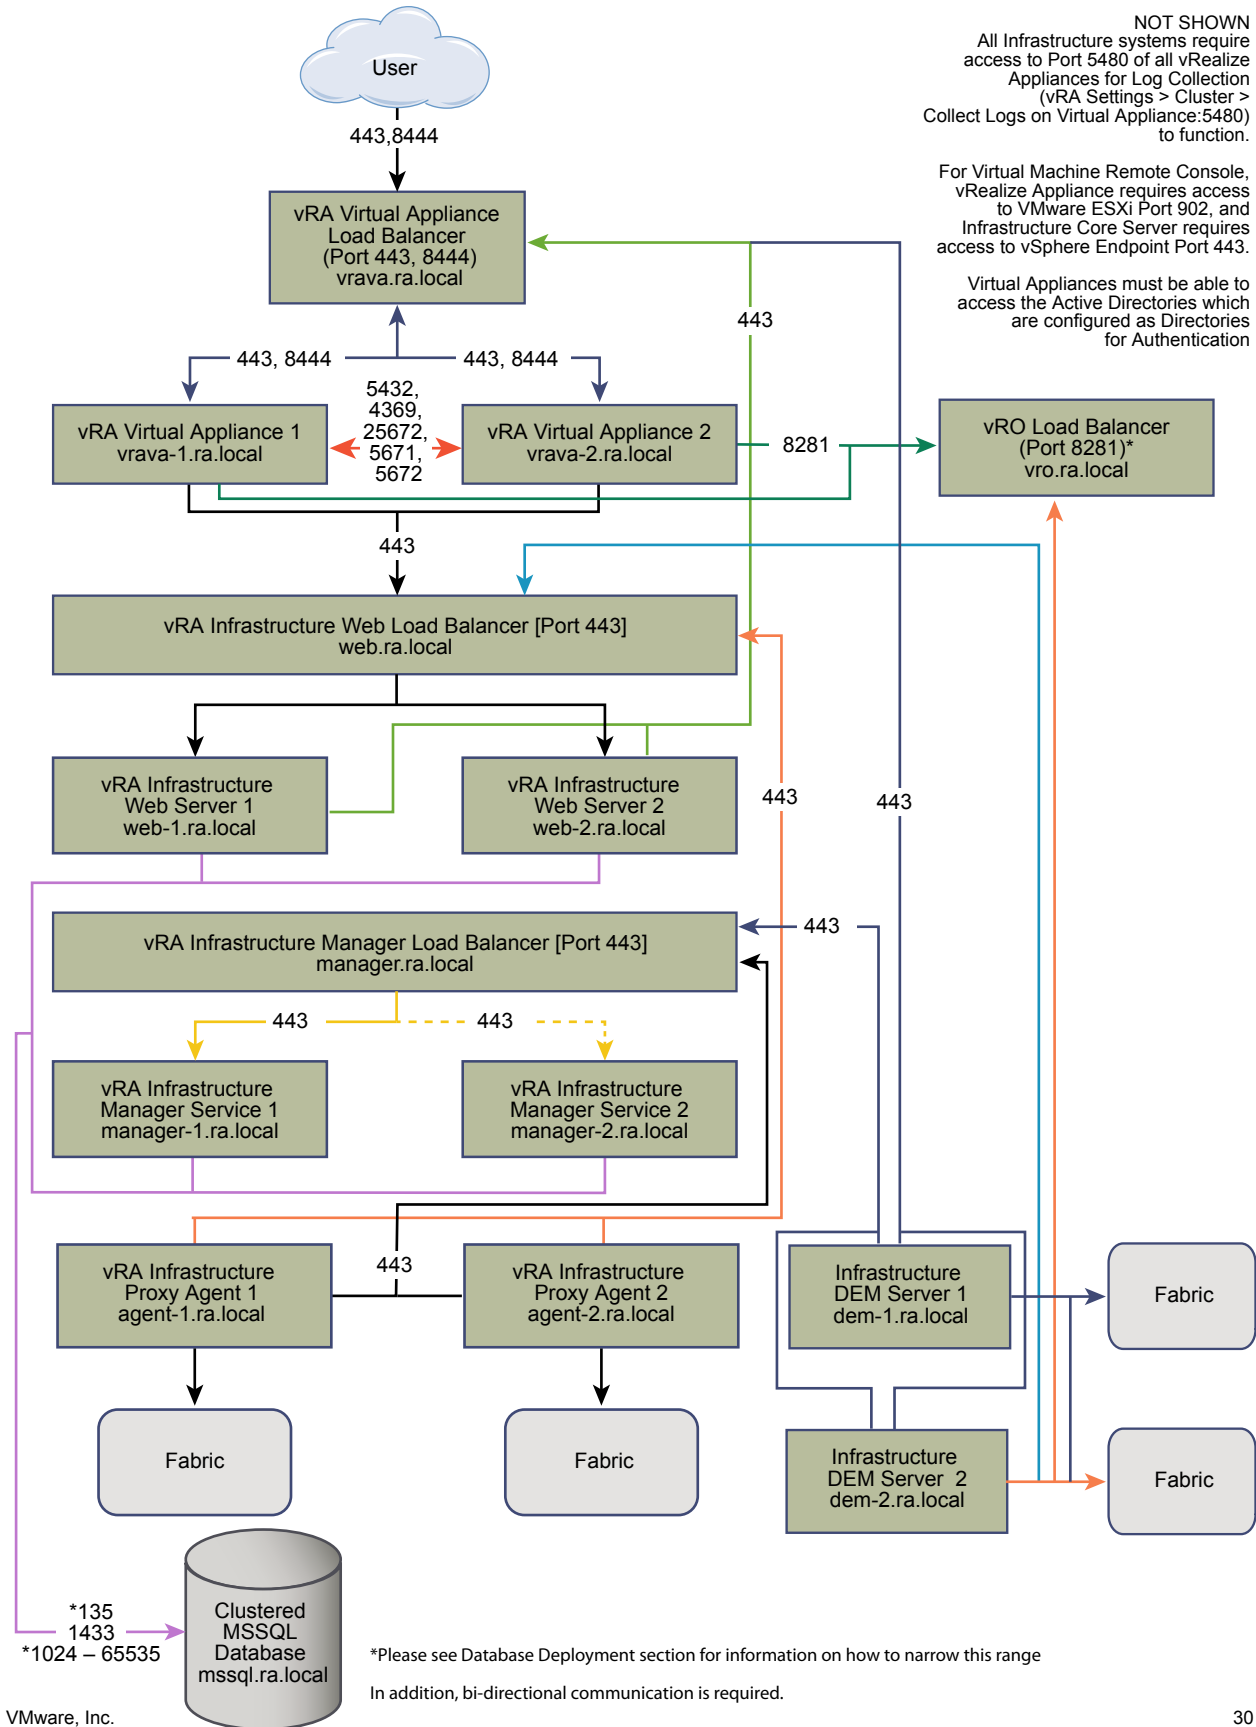 NOT SHOWN
All Infrastructure systems require
access to Port 5480 of all vRealize
Appliances for Log Collection
(vRA Settings > Cluster >
Collect Logs on Virtual Appliance:5480)
to function.
For Virtual Machine Remote Console,
vRealize Appliance requires access
to VMware ESXi Port 902, and
Infrastructure Core Server requires
access to vSphere Endpoint Port 443.
Virtual Appliances must be able to
access the Active Directories which
are configured as Directories
for Authentication
User
443,8444
vRA Virtual Appliance
Load Balancer
(Port 443, 8444)
vrava.ra.local
443
443, 8444
443, 8444
5432,
4369,
25672,
5671,
5672
vRA Virtual Appliance 1
vrava-1.ra.local
vRA Virtual Appliance 2
vrava-2.ra.local
8281
vRO Load Balancer
(Port 8281)*
vro.ra.local
443
vRA Infrastructure Web Load Balancer [Port 443]
web.ra.local
vRA Infrastructure
Web Server 1
web-1.ra.local
vRA Infrastructure
Web Server 2
web-2.ra.local
443
443
vRA Infrastructure Manager Load Balancer [Port 443]
manager.ra.local
443
443
443
vRA Infrastructure
Manager Service 1
manager-1.ra.local
vRA Infrastructure
Manager Service 2
manager-2.ra.local
vRA Infrastructure
Proxy Agent 1
agent-1.ra.local
443
vRA Infrastructure
Proxy Agent 2
agent-2.ra.local
Infrastructure
DEM Server 1
dem-1.ra.local
Fabric
Fabric
Fabric
Infrastructure
DEM Server 2
dem-2.ra.local
Fabric
*135
1433
*1024 – 65535
Clustered
MSSQL
Database
mssql.ra.local
*Please see Database Deployment section for information on how to narrow this range
In addition, bi-directional communication is required.
VMware, Inc.
30